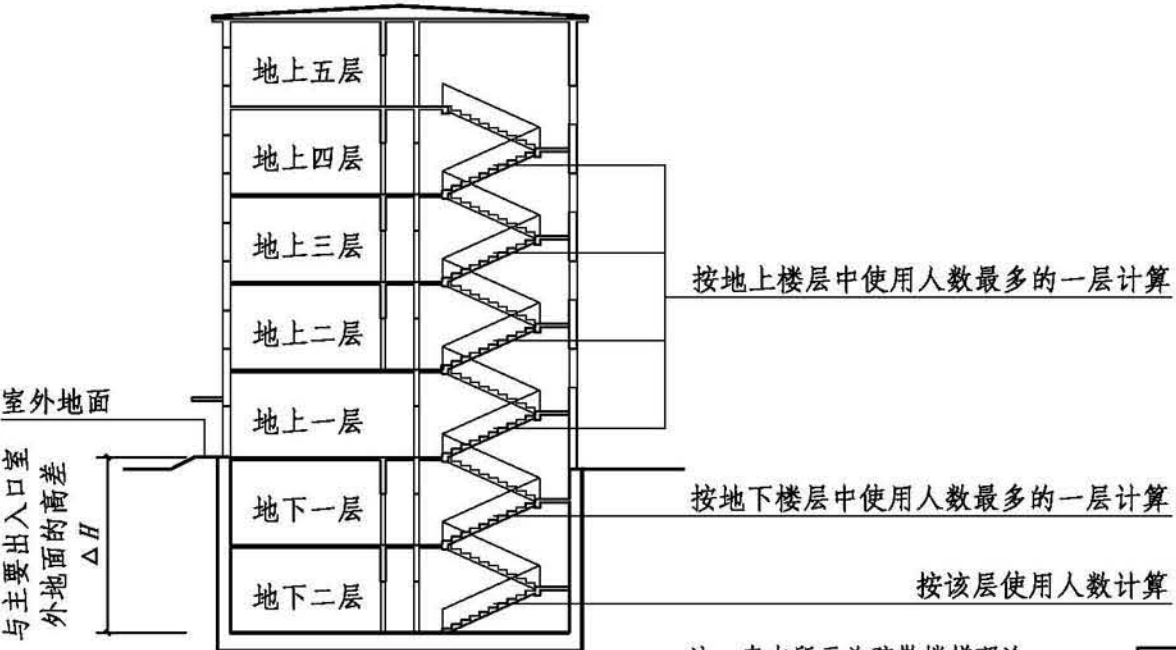 地上五层
地上四层
地上三层
地上二层
地上一层
地下一层
地下二层
室外地面
与主要出入口室
外地面的高差
△H
按地上楼层中使用人数最多的一层计算
按地下楼层中使用人数最多的一层计算
按该层使用人数计算